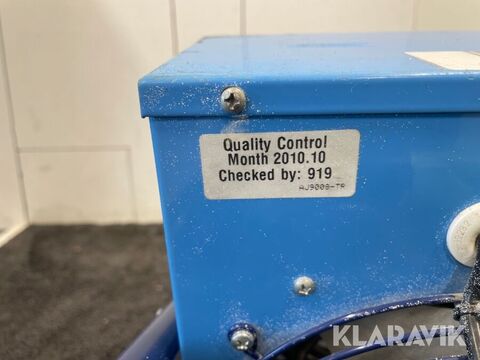 Quality Control
Month 2010.10
Checked by: 919
AJ9008-TR
KLARAVIK